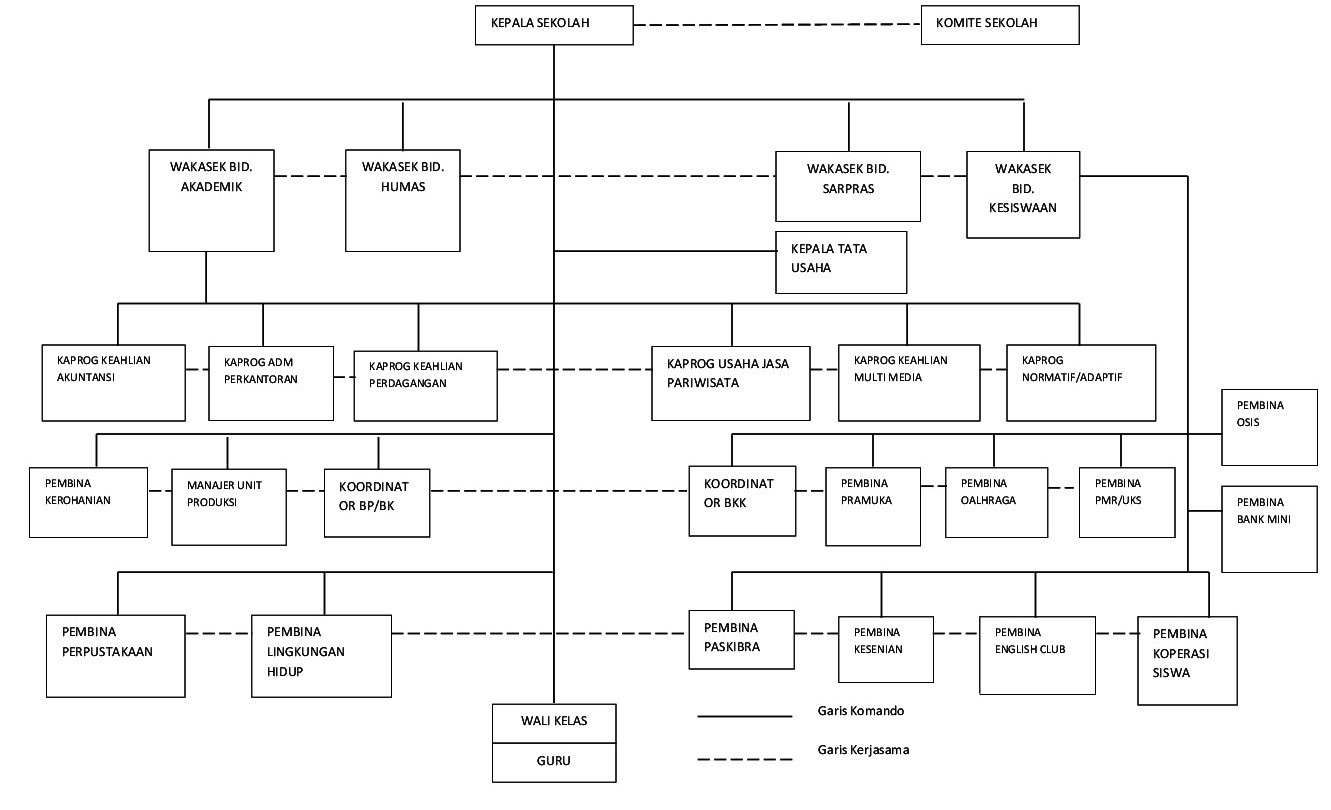 KEPALA SEKOLAH
KOMITE SEKOLAH
WAKASEK BID.
AKADEMIK
WAKASEK BID.
HUMAS
WAKASEK BID.
SARPRAS
WAKASEK
BID.
KESISWAAN
KEPALA TATA
USAHA
KAPROG KEAHLIAN
AKUNTANSI
KAPROG ADM
PERKANTORAN
KAPROG KEAHLIAN
PERDAGANGAN
KAPROG USAHA JASA
PARIWISATA
KAPROG KEAHLIAN
MULTI MEDIA
KAPROG
NORMATIF/ADAPTIF
PEMBINA
OSIS
PEMBINA
KEROHANIAN
MANAJER UNIT
PRODUKSI
KOORDINAT
OR BP/BK
KOORDINAT
OR BKK
PEMBINA
PRAMUKA
PEMBINA
OALHRAGA
PEMBINA
PMR/UKS
PEMBINA
BANK MINI
PEMBINA
PERPUSTAKAAN
PEMBINA
LINGKUNGAN
HIDUP
PEMBINA
PASKIBRA
PEMBINA
KESENIAN
PEMBINA
ENGLISH CLUB
PEMBINA
KOPERASI
SISWA
WALI KELAS
GURU
Garis Komando
Garis Kerjasama